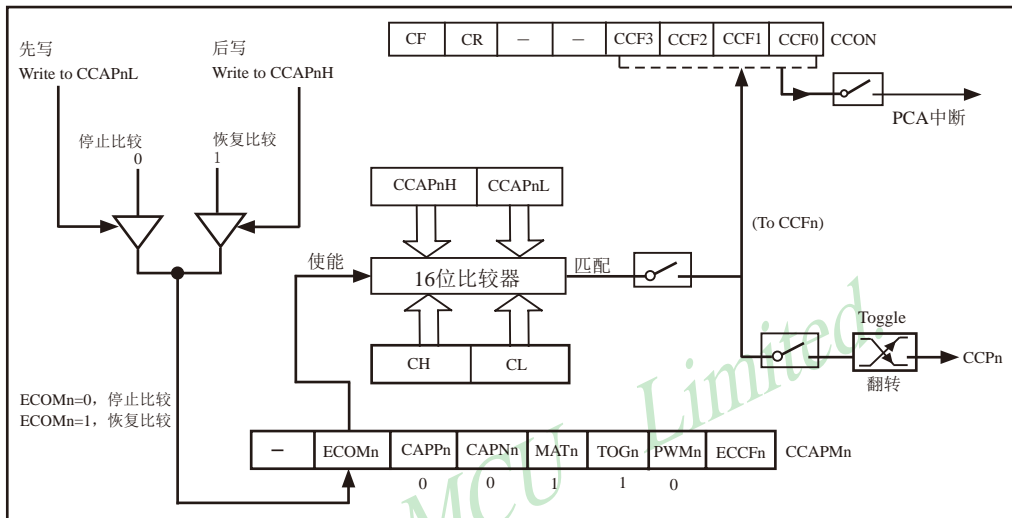 CF CR － － CCF3 CCF2 CCF1 CCF0 CCON
先写
Write to CCAPnL
后写
Write to CCAPnH
PCA中断
停止比较
0
恢复比较
1
CCAPnH CCAPnL
(To CCFn)
使能
16位比较器
匹配
CH CL
Toggle
CCPn
翻转
ECOMn=0，停止比较
ECOMn=1，恢复比较
－ ECOMn CAPPn CAPNn MATn TOGn PWMn ECCFn CCAPMn
0 0 1 1 0
MCU Limited.